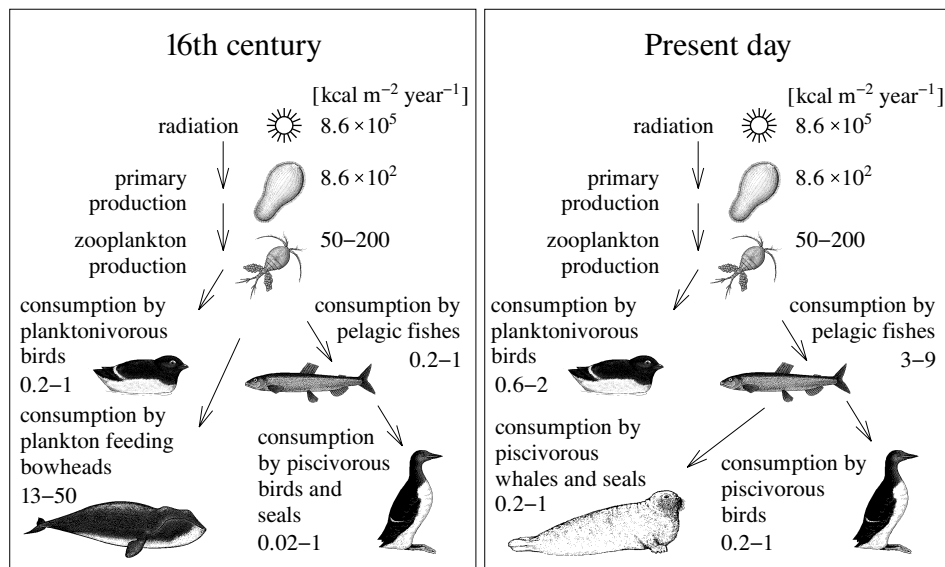 16th century
[kcal m⁻² year⁻¹]
radiation 8.6 × 10⁵
primary
production
8.6 × 10²
zooplankton
production
50–200
consumption by
planktonivorous
birds
0.2–1
consumption by
pelagic fishes
0.2–1
consumption by
plankton feeding
bowheads
13–50
consumption
by piscivorous
birds and
seals
0.02–1
Present day
[kcal m⁻² year⁻¹]
radiation 8.6 × 10⁵
primary
production
8.6 × 10²
zooplankton
production
50–200
consumption by
planktonivorous
birds
0.6–2
consumption by
pelagic fishes
3–9
consumption by
piscivorous
whales and seals
0.2–1
consumption by
piscivorous
birds
0.2–1